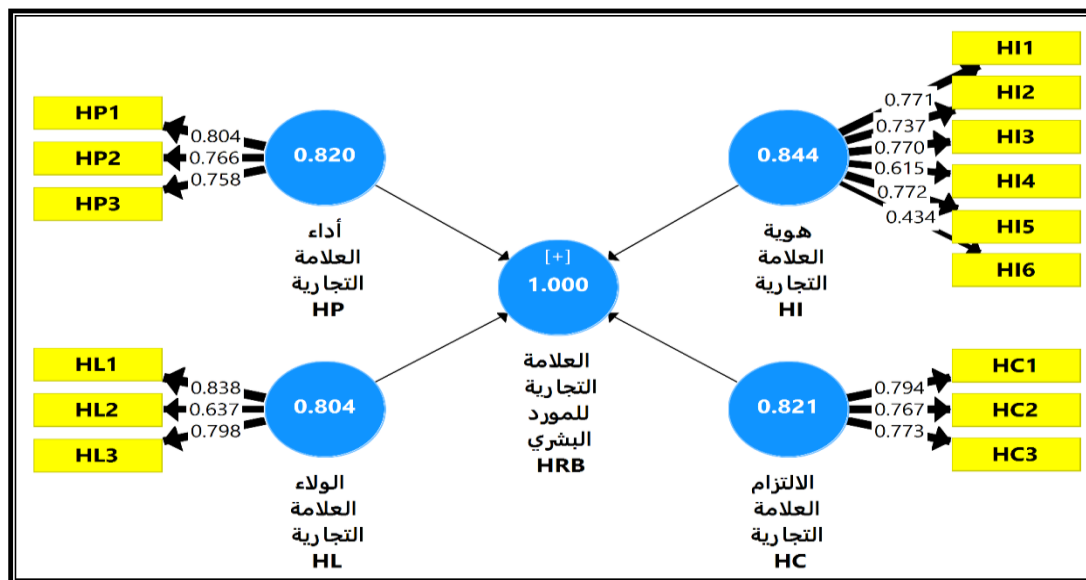 HP1
HP2
HP3
0.804
0.766
0.758
0.820
أداء
العلامة
التجارية
HP
HI1
HI2
HI3
HI4
HI5
HI6
0.771
0.737
0.770
0.615
0.772
0.434
0.844
هوية
العلامة
التجارية
HI
[+]
1.000
العلامة
التجارية
للمورد
البشري
HRB
HL1
HL2
HL3
0.838
0.637
0.798
0.804
الولاء
العلامة
التجارية
HL
HC1
HC2
HC3
0.794
0.767
0.773
0.821
الالتزام
العلامة
التجارية
HC